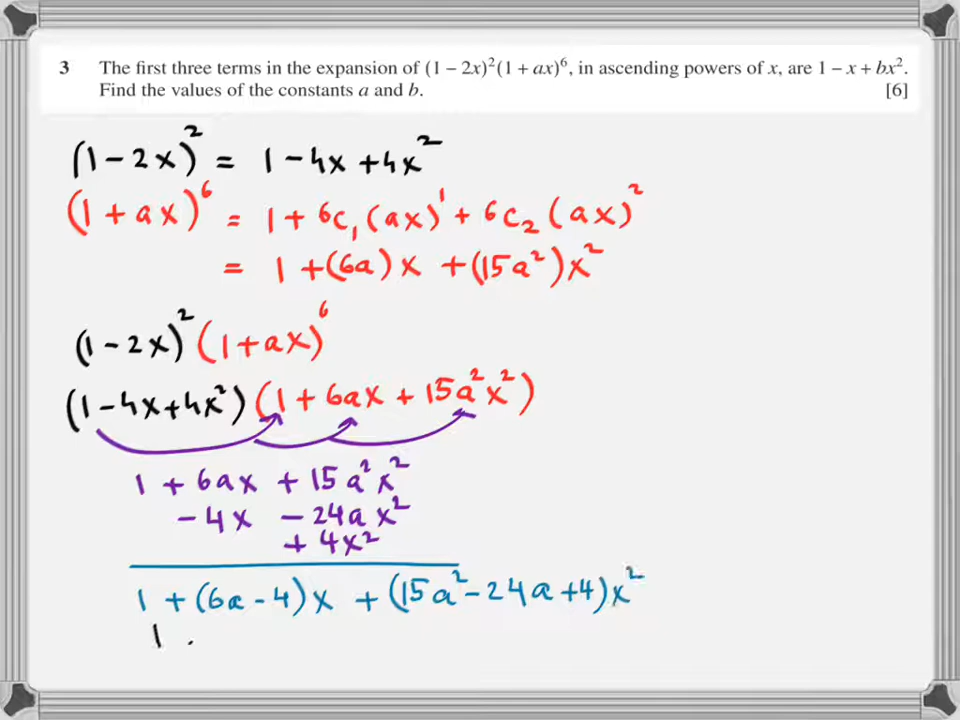 3 The first three terms in the expansion of (1 − 2x)²(1 + ax)⁶, in ascending powers of x, are 1 − x + bx².
Find the values of the constants a and b. [6]
(1 − 2x)² = 1 − 4x + 4x²
(1 + ax)⁶ = 1 + 6C₁(ax)¹ + 6C₂(ax)²
= 1 + (6a)x + (15a²)x²
(1 − 2x)²(1 + ax)⁶
(1 − 4x + 4x²)(1 + 6ax + 15a²x²)
1 + 6ax + 15a²x²
− 4x − 24ax²
+ 4x²
1 + (6a − 4)x + (15a² − 24a + 4)x²
1